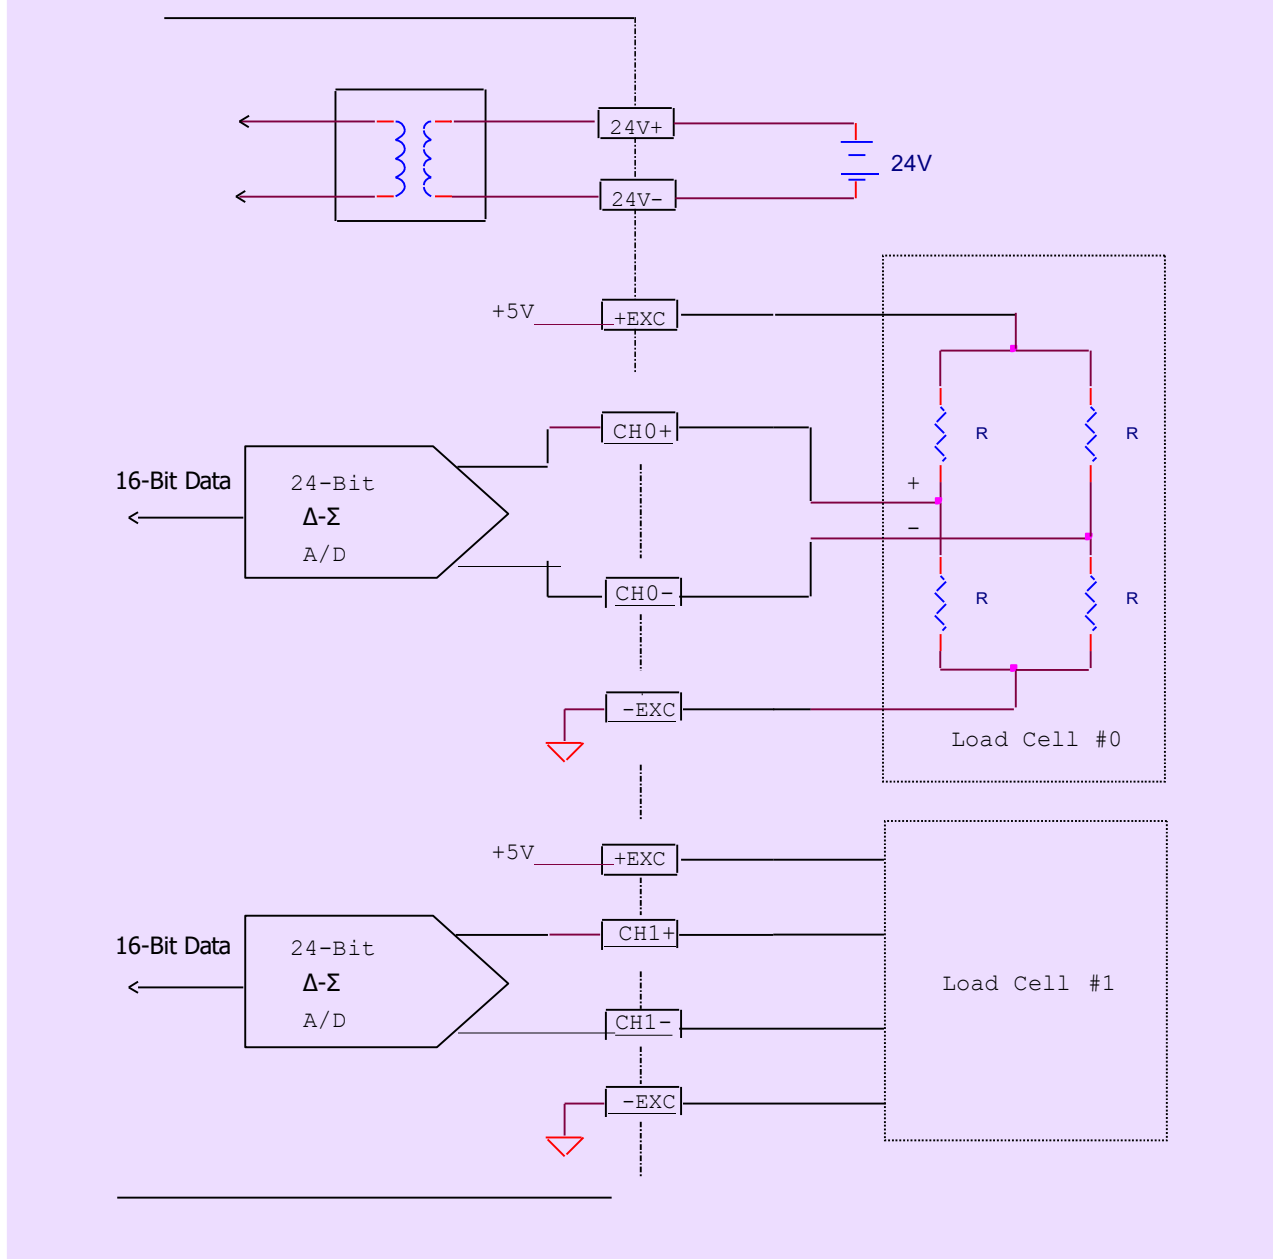 24V+
24V
24V-
+5V
+EXC
CH0+
R
R
16-Bit Data
24-Bit
+
Δ-Σ
-
A/D
CH0-
R
R
-EXC
Load Cell #0
+5V
+EXC
CH1+
16-Bit Data
24-Bit
Δ-Σ
Load Cell #1
A/D
CH1-
-EXC